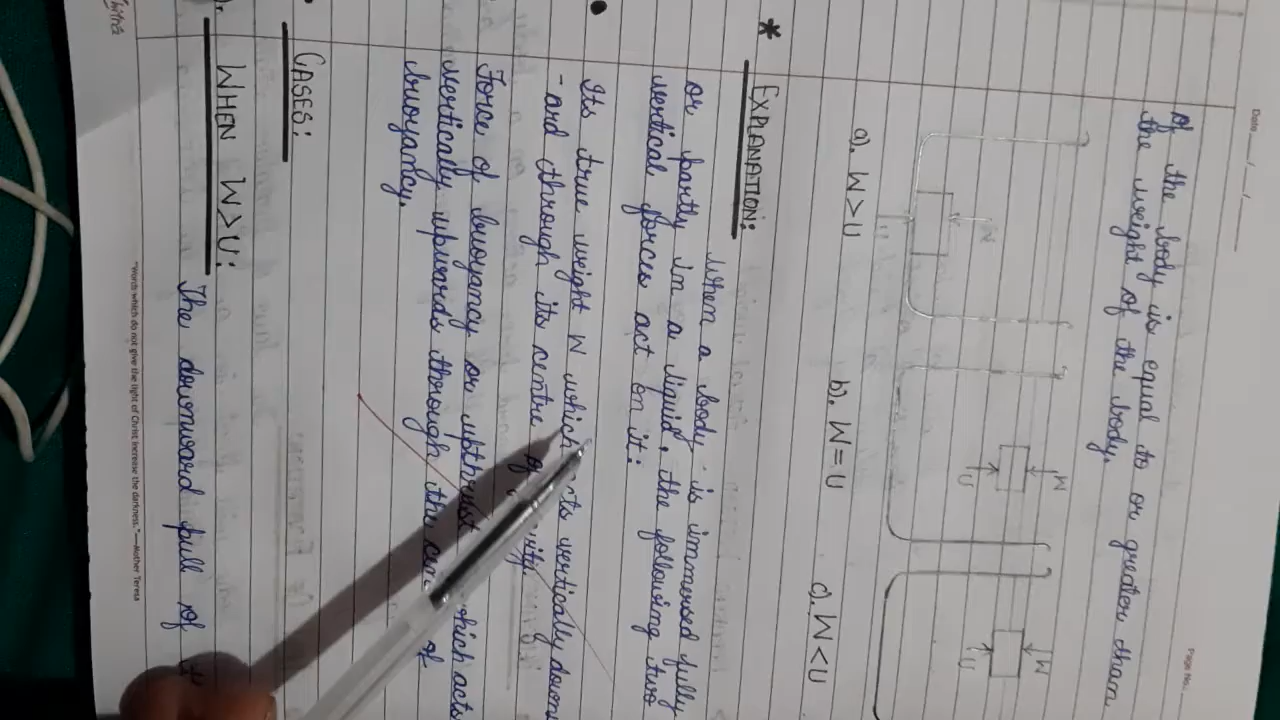 Date ___/___/___
Page No.:
of the body is equal to or greater than
the weight of the body.
W W W
U U U
a). W>U b). W=U c). W<U
* EXPLANATION:
When a body is immersed fully
or partly in a liquid, the following two
vertical forces act on it:
Its true weight W which acts vertically down
-ard through its centre of
Force of buoyancy or upthrust which acts
vertically upwards through the of
buoyancy.
CASES:
WHEN W>U:
The downward pull of
"Words which do not give the light of Christ increase the darkness."—Mother Teresa